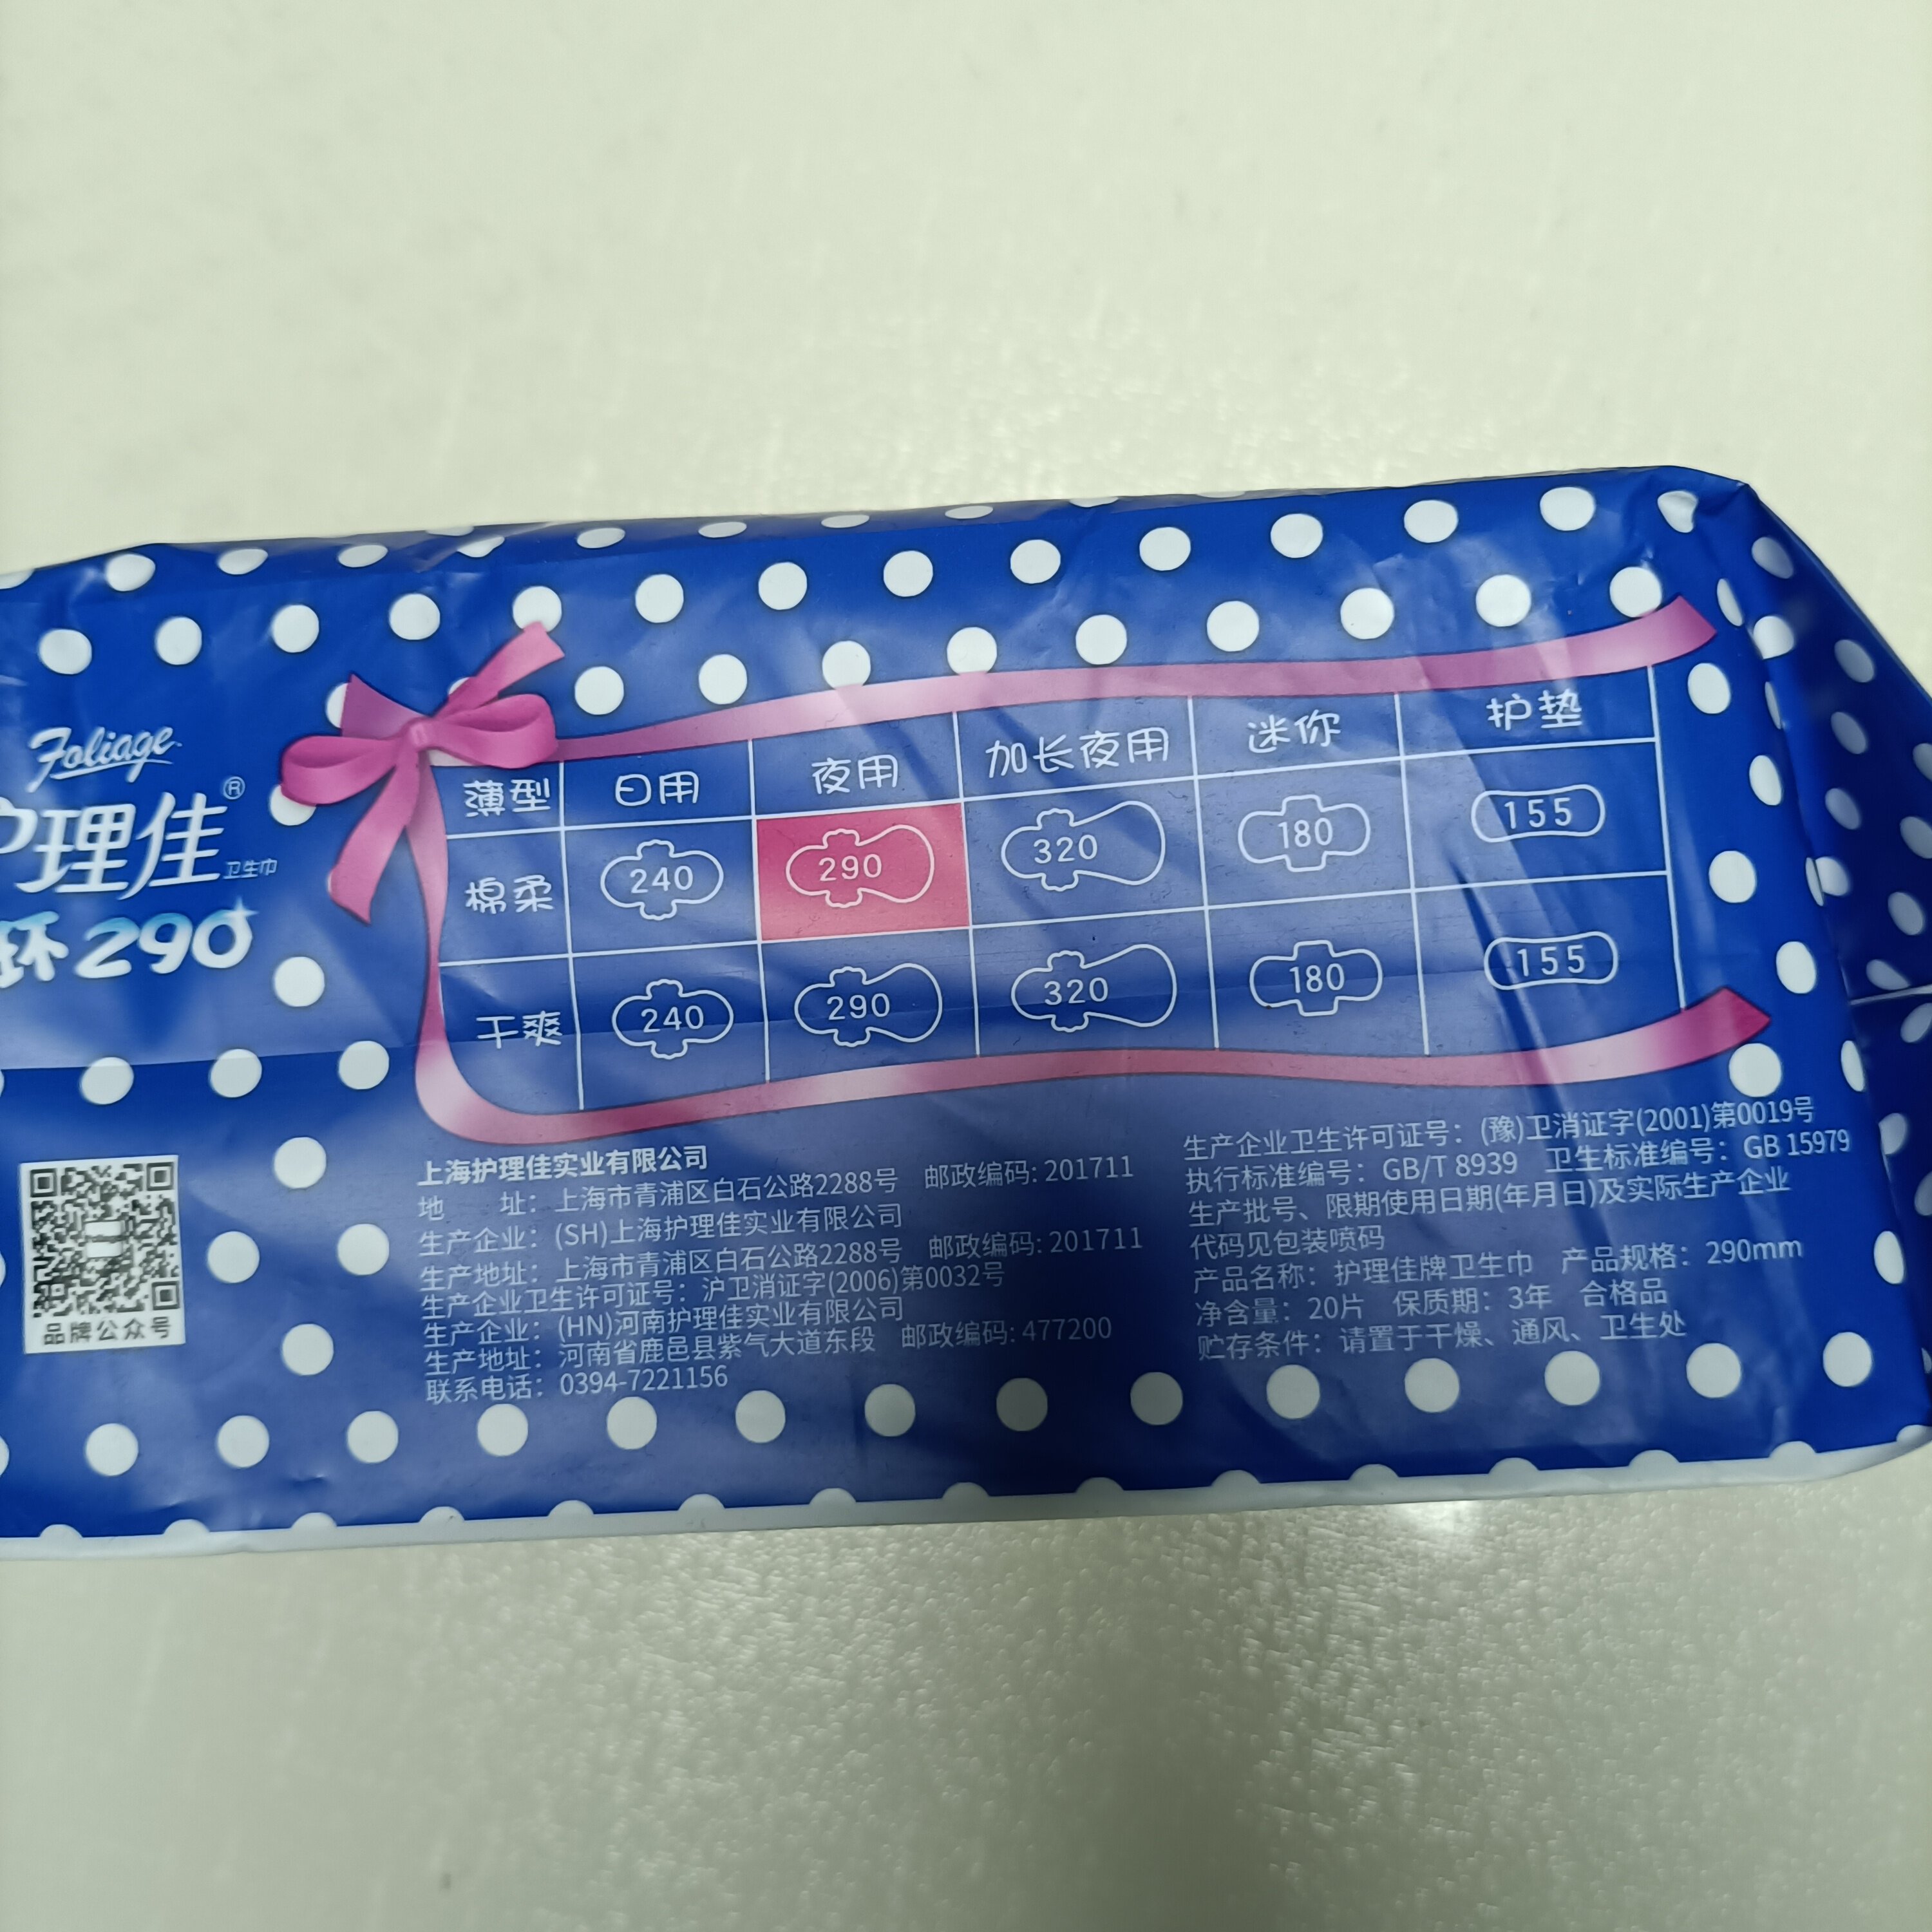 Foliage
护理佳®
卫生巾
环290
薄型 日用 夜用 加长夜用 迷你 护垫
棉柔 240 290 320 180 155
干爽 240 290 320 180 155
品牌公众号
上海护理佳实业有限公司
地 址：上海市青浦区白石公路2288号 邮政编码: 201711
生产企业：(SH)上海护理佳实业有限公司
生产地址：上海市青浦区白石公路2288号 邮政编码: 201711
生产企业卫生许可证号：沪卫消证字(2006)第0032号
生产企业：(HN)河南护理佳实业有限公司
生产地址：河南省鹿邑县紫气大道东段 邮政编码: 477200
联系电话：0394-7221156
生产企业卫生许可证号：(豫)卫消证字(2001)第0019号
执行标准编号：GB/T 8939 卫生标准编号：GB 15979
生产批号、限期使用日期(年月日)及实际生产企业
代码见包装喷码
产品名称：护理佳牌卫生巾 产品规格：290mm
净含量：20片 保质期：3年 合格品
贮存条件：请置于干燥、通风、卫生处